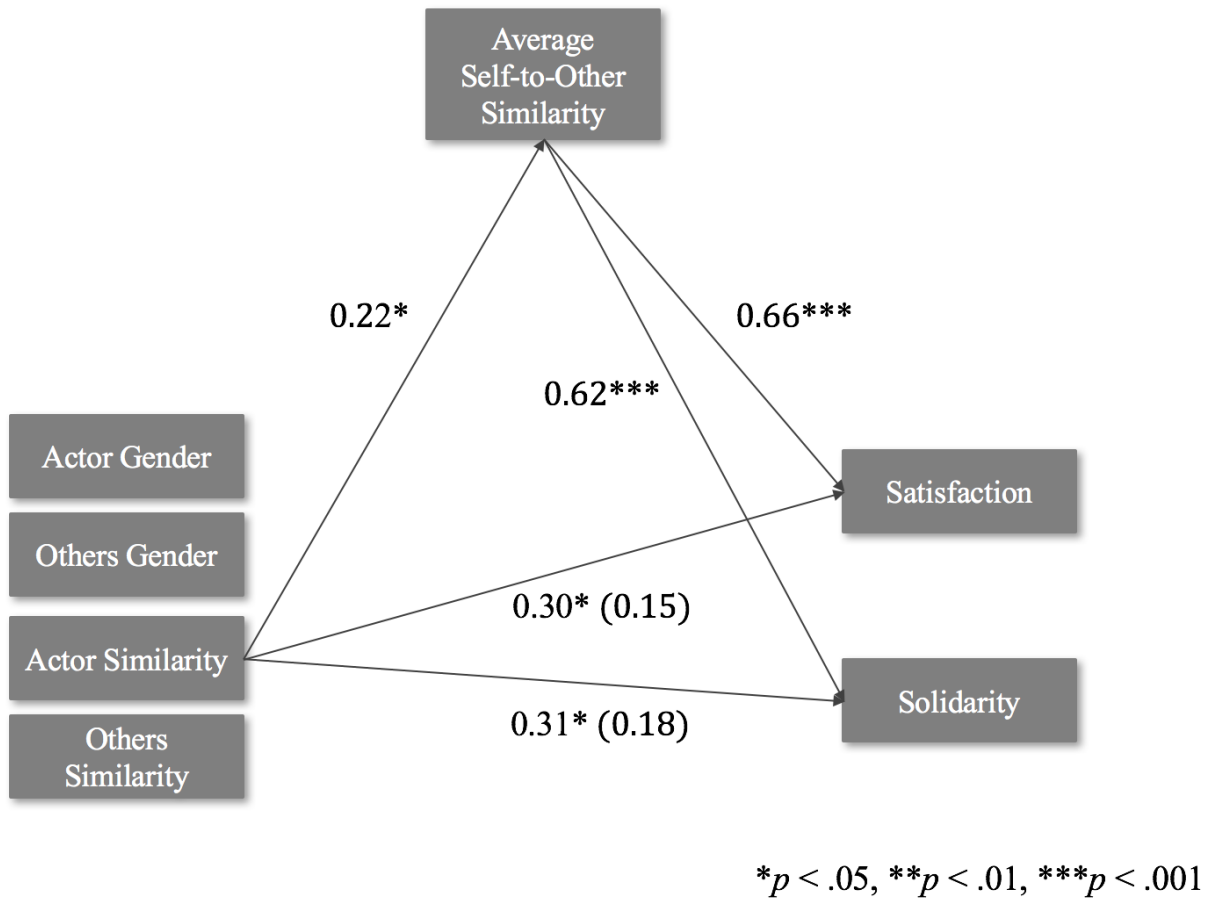 Average
Self-to-Other
Similarity
0.22*
0.66***
0.62***
Actor Gender
Satisfaction
Others Gender
0.30* (0.15)
Actor Similarity
Solidarity
0.31* (0.18)
Others
Similarity
*p < .05, **p < .01, ***p < .001